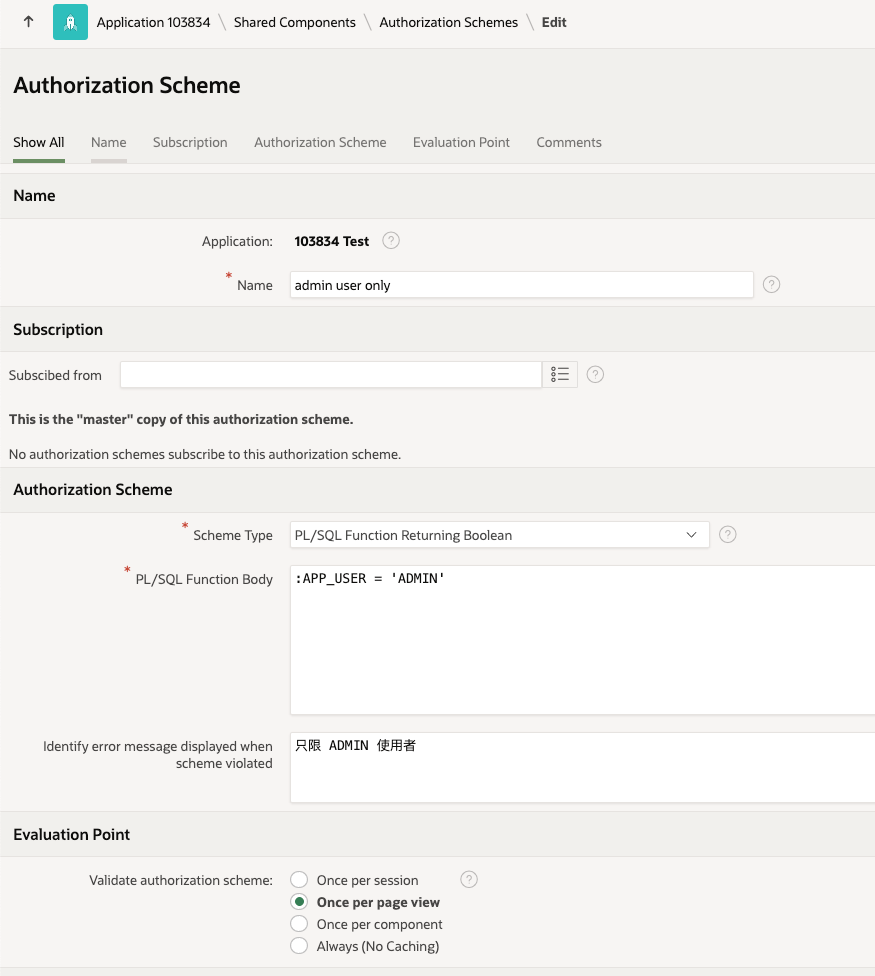 Application 103834 \ Shared Components \ Authorization Schemes \ Edit
Authorization Scheme
Show All Name Subscription Authorization Scheme Evaluation Point Comments
Name
Application: 103834 Test ?
* Name admin user only ?
Subscription
Subscibed from ?
This is the "master" copy of this authorization scheme.
No authorization schemes subscribe to this authorization scheme.
Authorization Scheme
* Scheme Type PL/SQL Function Returning Boolean ?
* PL/SQL Function Body :APP_USER = 'ADMIN'
Identify error message displayed when 只限 ADMIN 使用者
scheme violated
Evaluation Point
Validate authorization scheme: Once per session ?
Once per page view
Once per component
Always (No Caching)